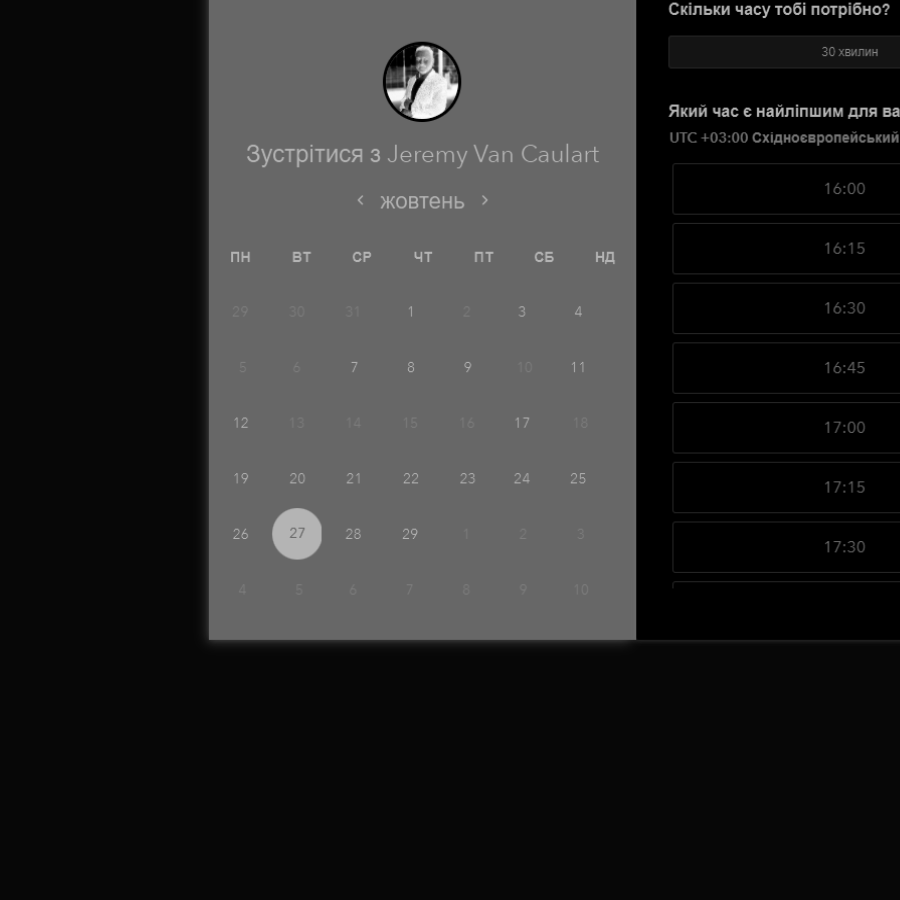 Зустрітися з Jeremy Van Caulart
жовтень
ПН ВТ СР ЧТ ПТ СБ НД
29 30 31 1 2 3 4
5 6 7 8 9 10 11
12 13 14 15 16 17 18
19 20 21 22 23 24 25
26 27 28 29 1 2 3
4 5 6 7 8 9 10
Скільки часу тобі потрібно?
30 хвилин
Який час є найліпшим для ва
UTC +03:00 Східноєвропейський
16:00
16:15
16:30
16:45
17:00
17:15
17:30